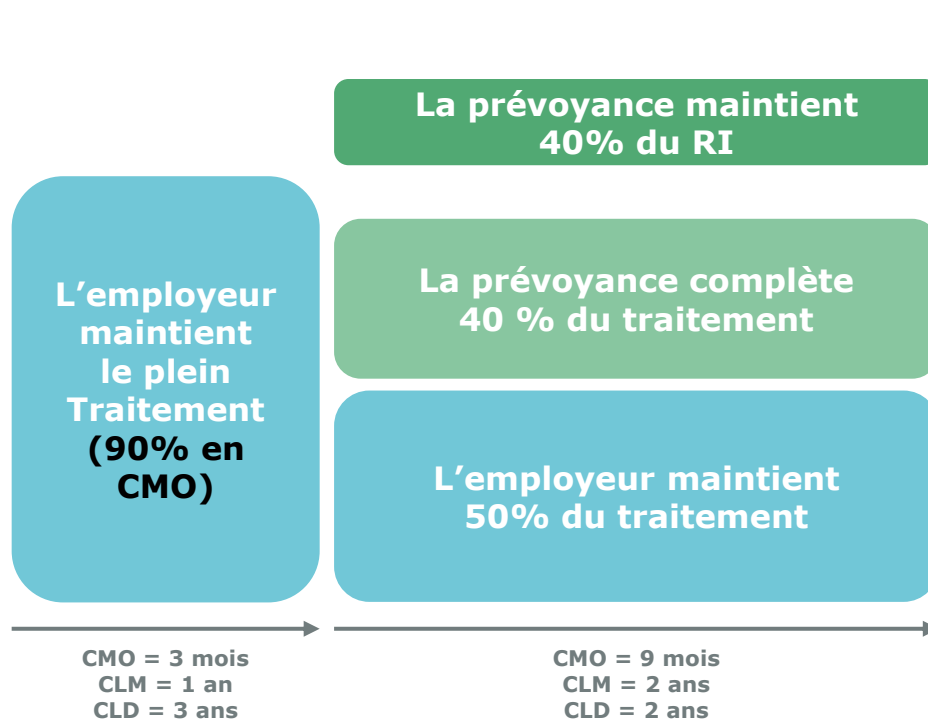 La prévoyance maintient
40% du RI
L’employeur
maintient
le plein
Traitement
(90% en
CMO)
La prévoyance complète
40 % du traitement
L’employeur maintient
50% du traitement
CMO = 3 mois
CLM = 1 an
CLD = 3 ans
CMO = 9 mois
CLM = 2 ans
CLD = 2 ans